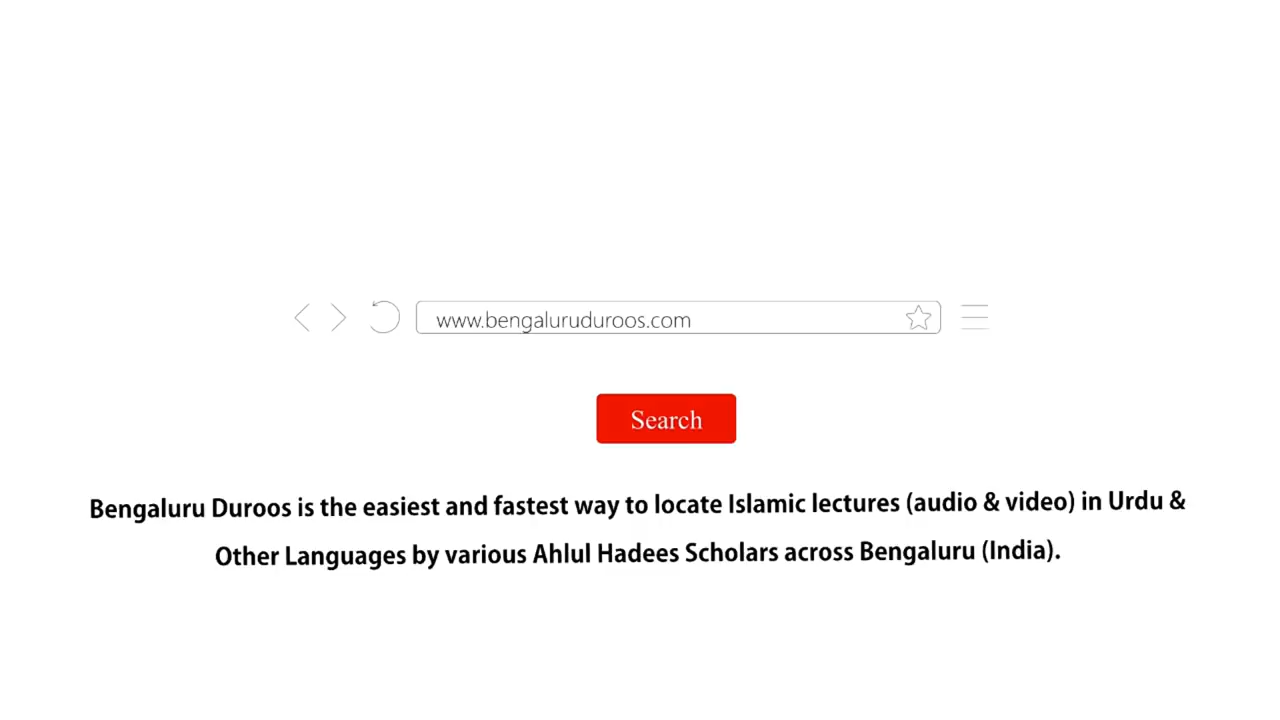 www.bengaluruduroos.com
Search
Bengaluru Duroos is the easiest and fastest way to locate Islamic lectures (audio & video) in Urdu &
Other Languages by various Ahlul Hadees Scholars across Bengaluru (India).